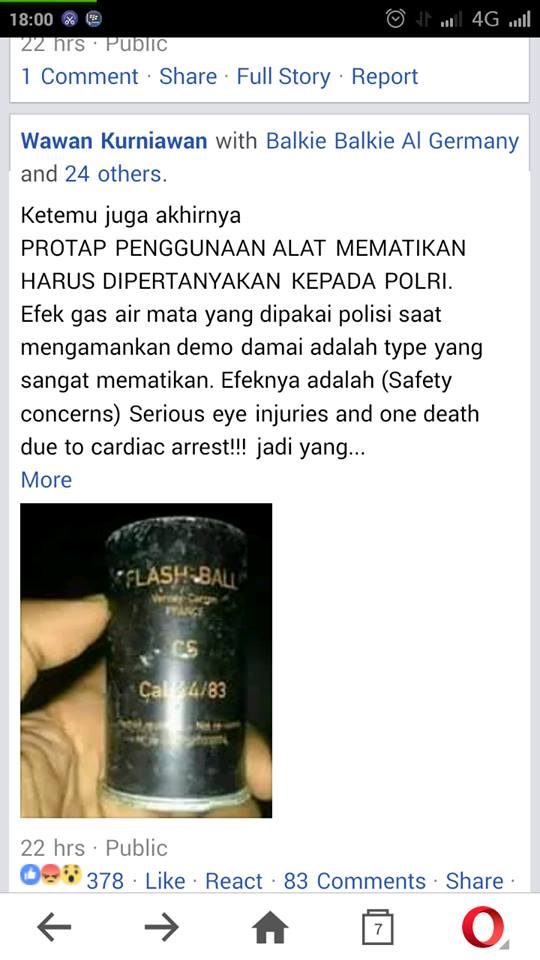 18:00
4G
22 hrs · Public
1 Comment · Share · Full Story · Report
Wawan Kurniawan with Balkie Balkie Al Germany
and 24 others.
Ketemu juga akhirnya
PROTAP PENGGUNAAN ALAT MEMATIKAN
HARUS DIPERTANYAKAN KEPADA POLRI.
Efek gas air mata yang dipakai polisi saat
mengamankan demo damai adalah type yang
sangat mematikan. Efeknya adalah (Safety
concerns) Serious eye injuries and one death
due to cardiac arrest!!! jadi yang...
More
FLASH-BALL
Verney-Carron
FRANCE
CS
Cal 44/83
22 hrs · Public
378 · Like · React · 83 Comments · Share ·
7